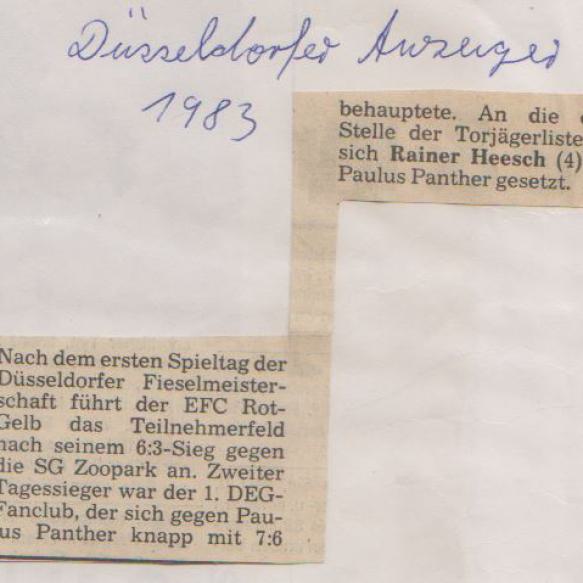 Düsseldorfer Anzeiger
1983
Nach dem ersten Spieltag der
Düsseldorfer Fieselmeister-
schaft führt der EFC Rot-
Gelb das Teilnehmerfeld
nach seinem 6:3-Sieg gegen
die SG Zoopark an. Zweiter
Tagessieger war der 1. DEG-
Fanclub, der sich gegen Pau-
lus Panther knapp mit 7:6
behauptete. An die
Stelle der Torjägerliste
sich Rainer Heesch (4)
Paulus Panther gesetzt.